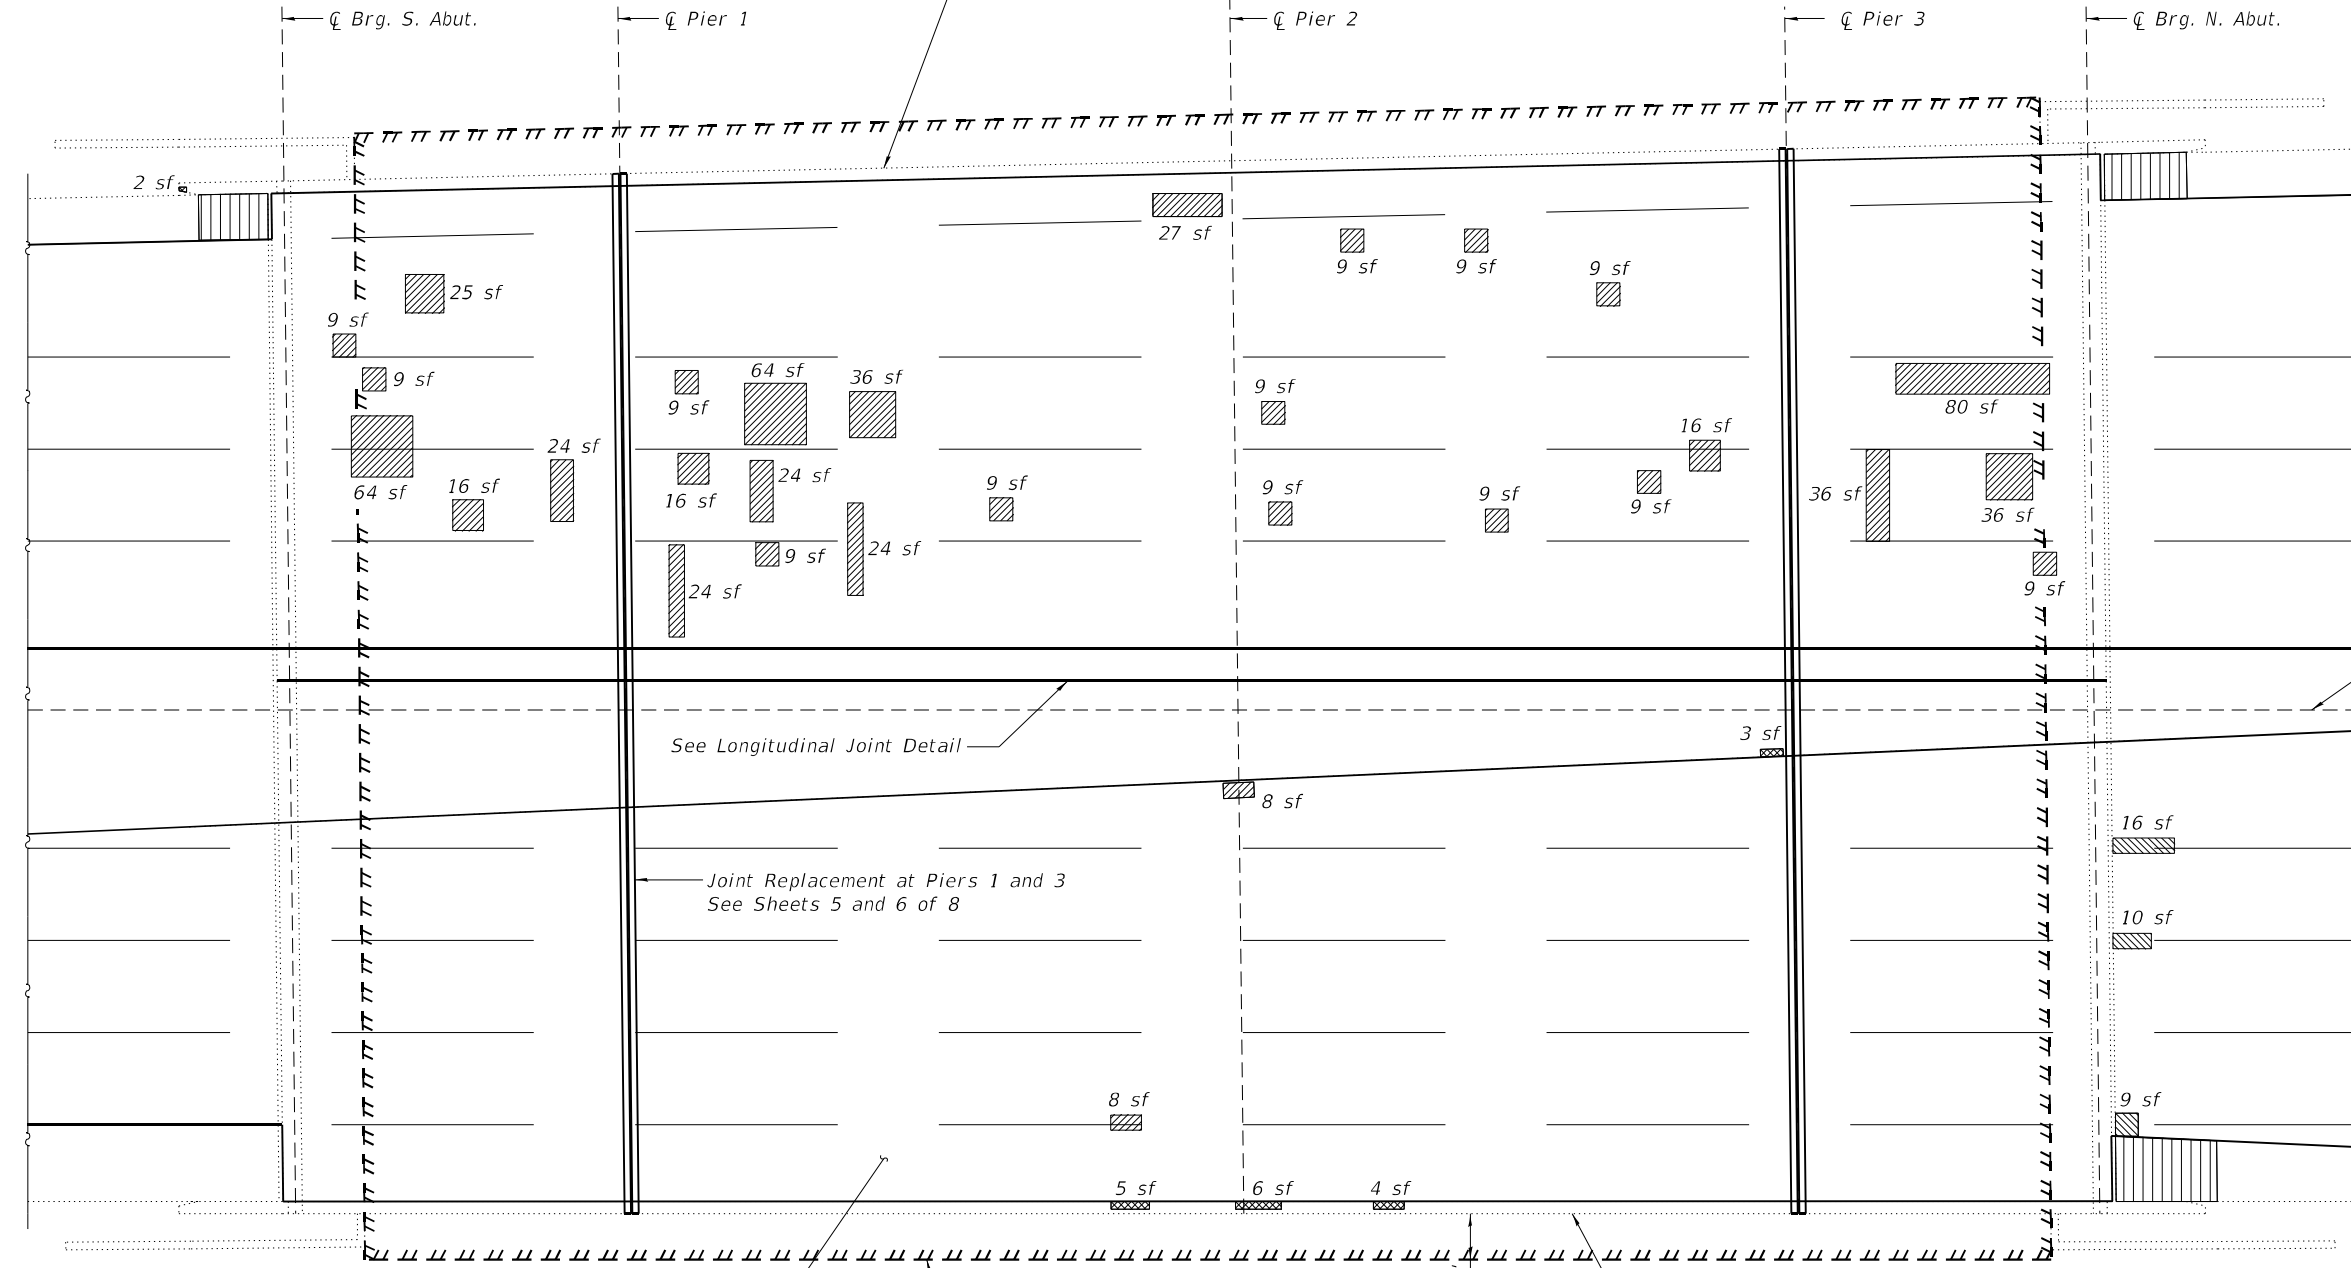 ℄ Brg. S. Abut.
℄ Pier 1
℄ Pier 2
℄ Pier 3
℄ Brg. N. Abut.
2 sf
27 sf
9 sf
9 sf
9 sf
25 sf
9 sf
9 sf
64 sf
36 sf
9 sf
9 sf
80 sf
16 sf
24 sf
64 sf
16 sf
16 sf
24 sf
9 sf
9 sf
9 sf
9 sf
36 sf
36 sf
9 sf
24 sf
24 sf
9 sf
See Longitudinal Joint Detail
3 sf
8 sf
16 sf
Joint Replacement at Piers 1 and 3
See Sheets 5 and 6 of 8
10 sf
8 sf
9 sf
5 sf
6 sf
4 sf